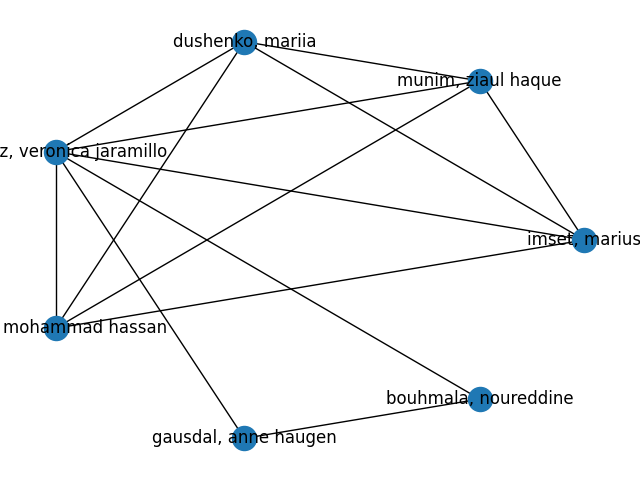 dushenko, mariia
munim, ziaul haque
z, veronica jaramillo
imset, marius
mohammad hassan
bouhmala, noureddine
gausdal, anne haugen